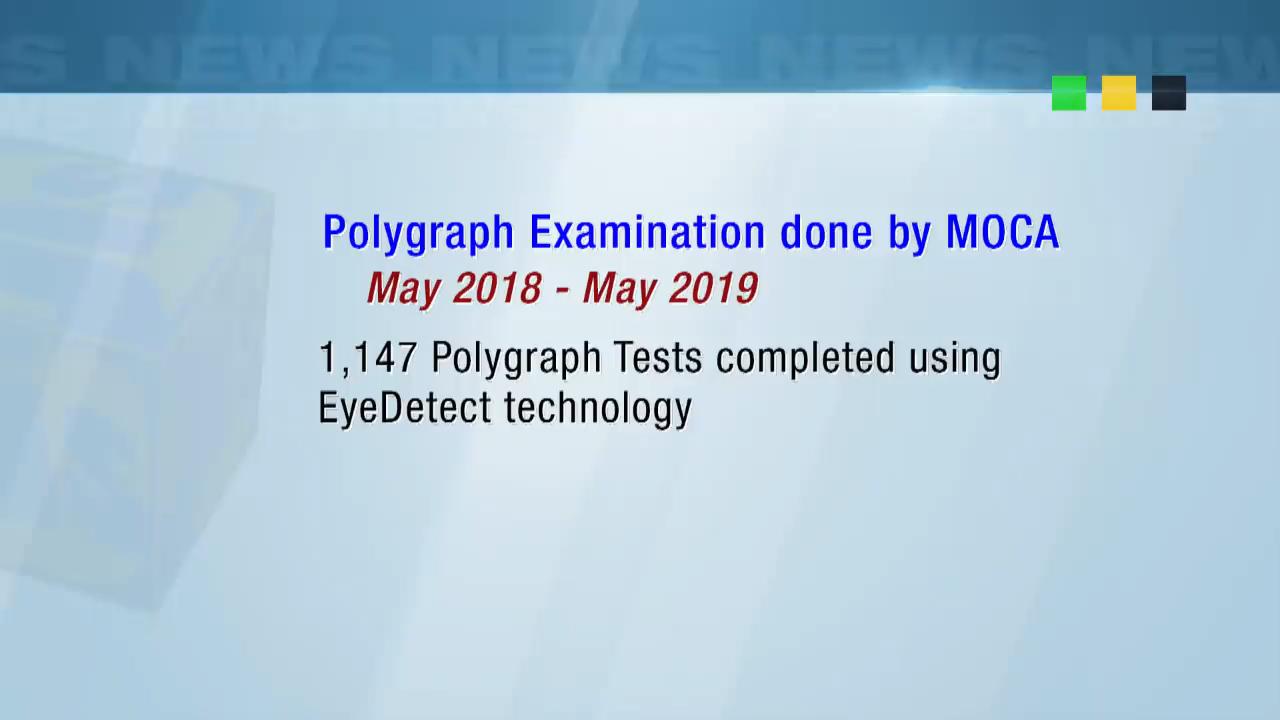 NEWS NEWS NEWS NEWS
Polygraph Examination done by MOCA
May 2018 - May 2019
1,147 Polygraph Tests completed using
EyeDetect technology